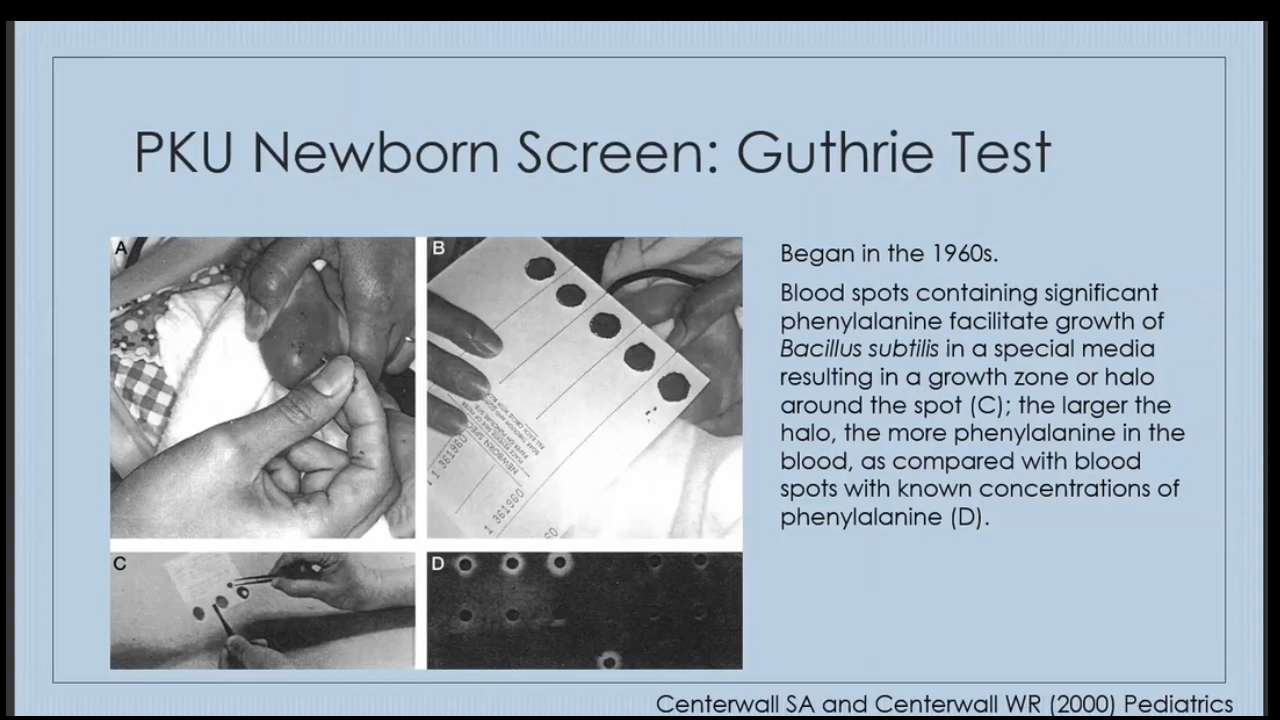 PKU Newborn Screen: Guthrie Test
A
B
1 361960
C
D
Began in the 1960s.
Blood spots containing significant
phenylalanine facilitate growth of
Bacillus subtilis in a special media
resulting in a growth zone or halo
around the spot (C); the larger the
halo, the more phenylalanine in the
blood, as compared with blood
spots with known concentrations of
phenylalanine (D).
Centerwall SA and Centerwall WR (2000) Pediatrics